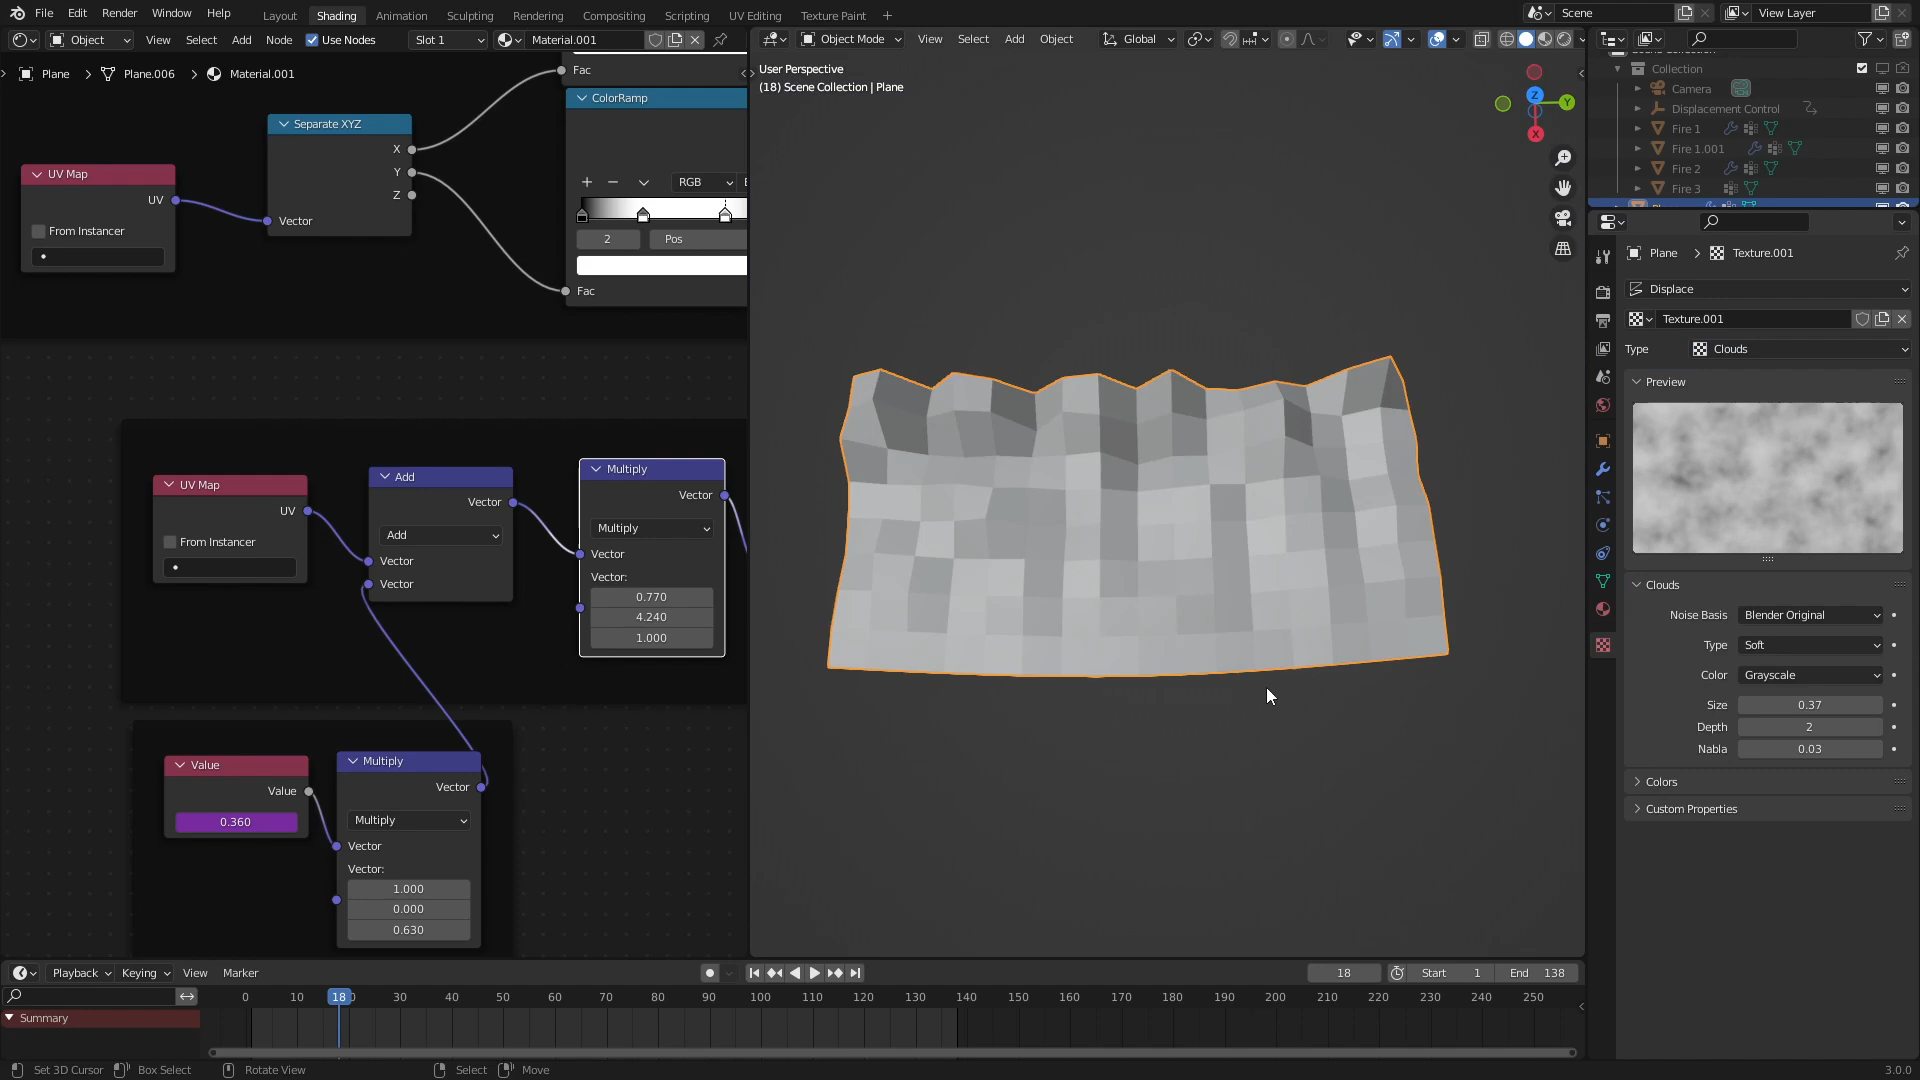 File Edit Render Window Help
Layout Shading Animation Sculpting Rendering Compositing Scripting UV Editing Texture Paint +
Scene
View Layer
Object View Select Add Node Use Nodes Slot 1 Material.001
Object Mode View Select Add Object Global
Plane > Plane.006 > Material.001
User Perspective
(18) Scene Collection | Plane
Z
Y
X
Collection
Camera
Displacement Control
Fire 1
Fire 1.001
Fire 2
Fire 3
Fac
ColorRamp
RGB
2 Pos
Fac
Separate XYZ
X
Y
Z
Vector
UV Map
UV
From Instancer
UV Map
UV
From Instancer
Add
Vector
Add
Vector
Vector
Multiply
Vector
Multiply
Vector
Vector:
0.770
4.240
1.000
Value
Value
0.360
Multiply
Vector
Multiply
Vector
Vector:
1.000
0.000
0.630
Plane > Texture.001
Displace
Texture.001
Type Clouds
Preview
Clouds
Noise Basis Blender Original
Type Soft
Color Grayscale
Size 0.37
Depth 2
Nabla 0.03
Colors
Custom Properties
Playback Keying View Marker
18 Start 1 End 138
0 10 18 30 40 50 60 70 80 90 100 110 120 130 140 150 160 170 180 190 200 210 220 230 240 250
Summary
Set 3D Cursor Box Select Rotate View Select Move 3.0.0